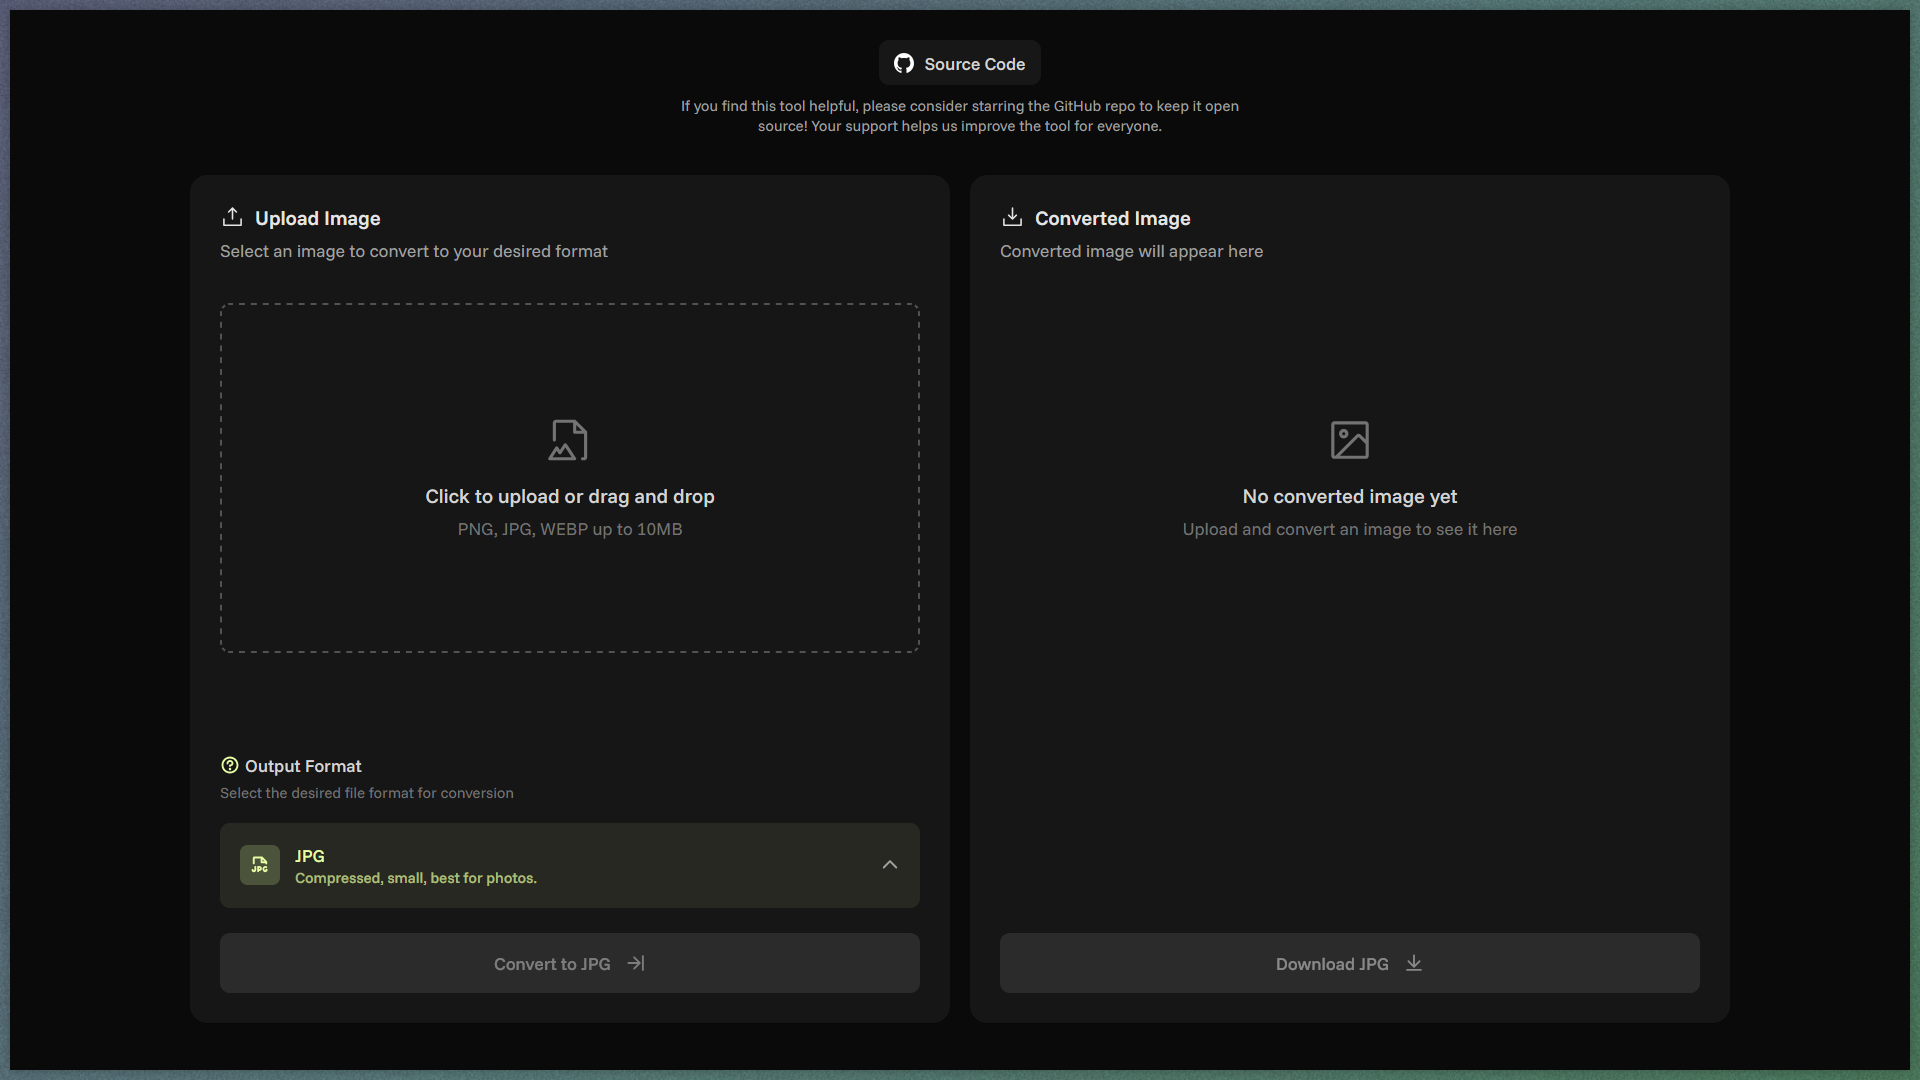 Source Code
If you find this tool helpful, please consider starring the GitHub repo to keep it open
source! Your support helps us improve the tool for everyone.
Upload Image
Select an image to convert to your desired format
Click to upload or drag and drop
PNG, JPG, WEBP up to 10MB
Output Format
Select the desired file format for conversion
JPG
JPG
Compressed, small, best for photos.
Convert to JPG
Converted Image
Converted image will appear here
No converted image yet
Upload and convert an image to see it here
Download JPG